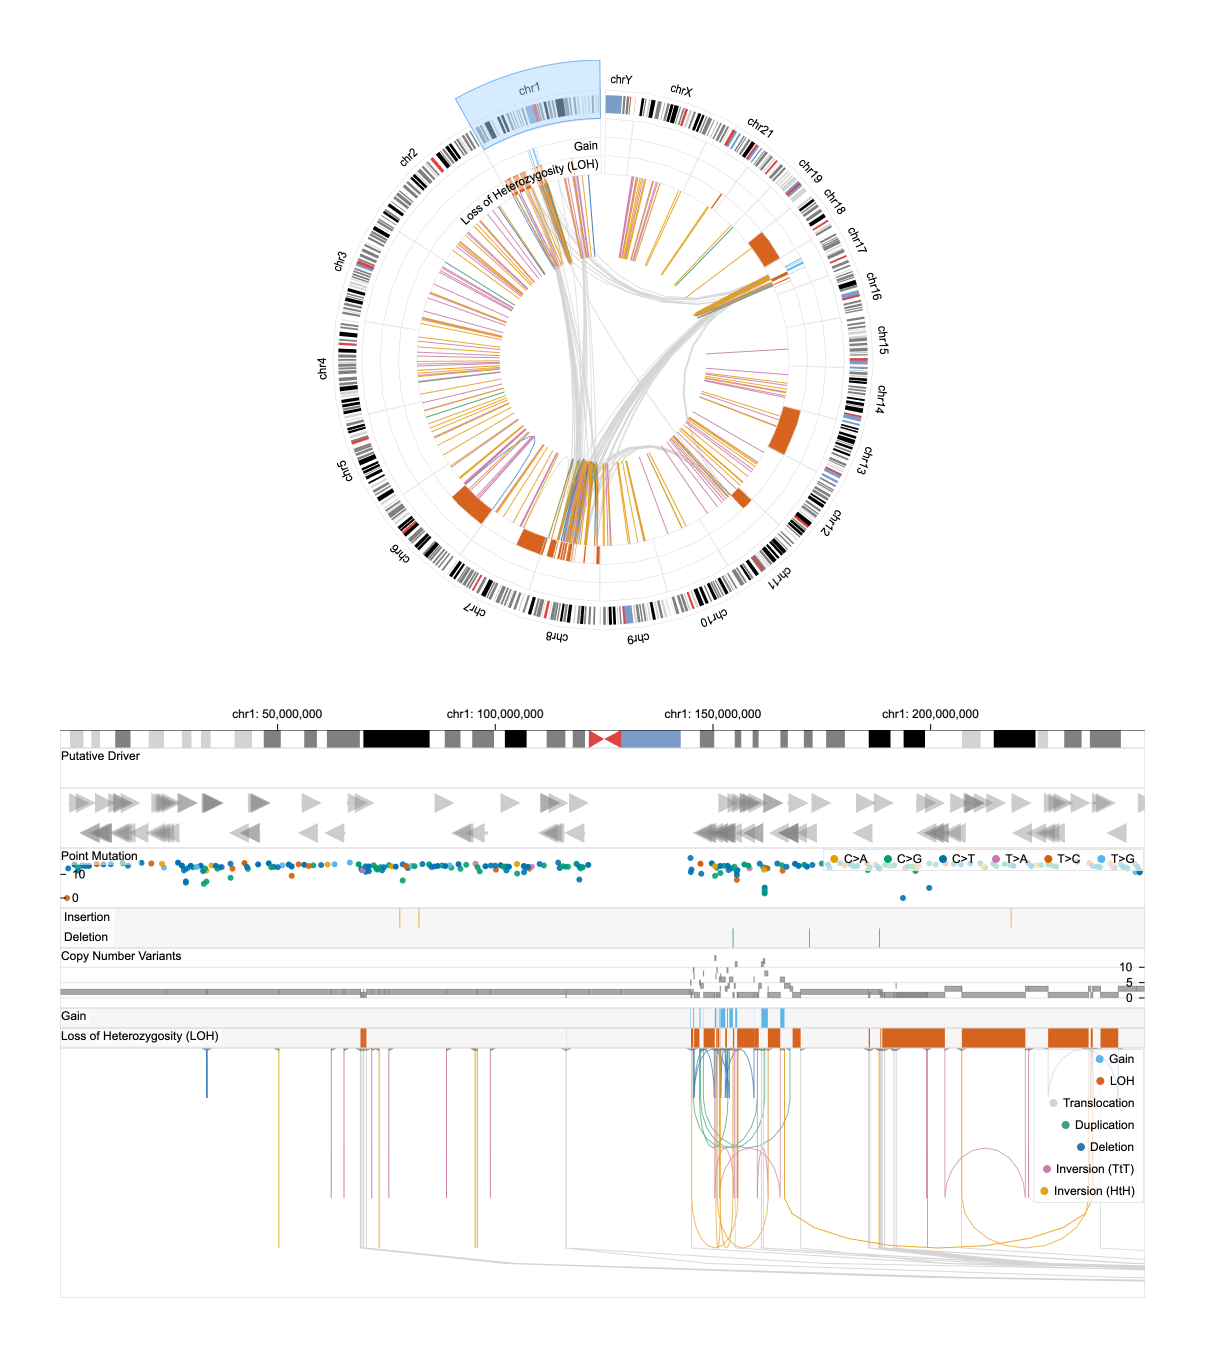 chrY
chrX
chr21
chr19
chr18
chr17
chr16
chr15
chr14
chr13
chr12
chr11
chr10
chr9
chr8
chr7
chr6
chr5
chr4
chr3
chr2
chr1
Gain
Loss of Heterozygosity (LOH)
chr1: 50,000,000 chr1: 100,000,000 chr1: 150,000,000 chr1: 200,000,000
Putative Driver
Point Mutation
C>A C>G C>T T>A T>C T>G
10
0
Insertion
Deletion
Copy Number Variants
10
5
0
Gain
Loss of Heterozygosity (LOH)
Gain
LOH
Translocation
Duplication
Deletion
Inversion (TtT)
Inversion (HtH)